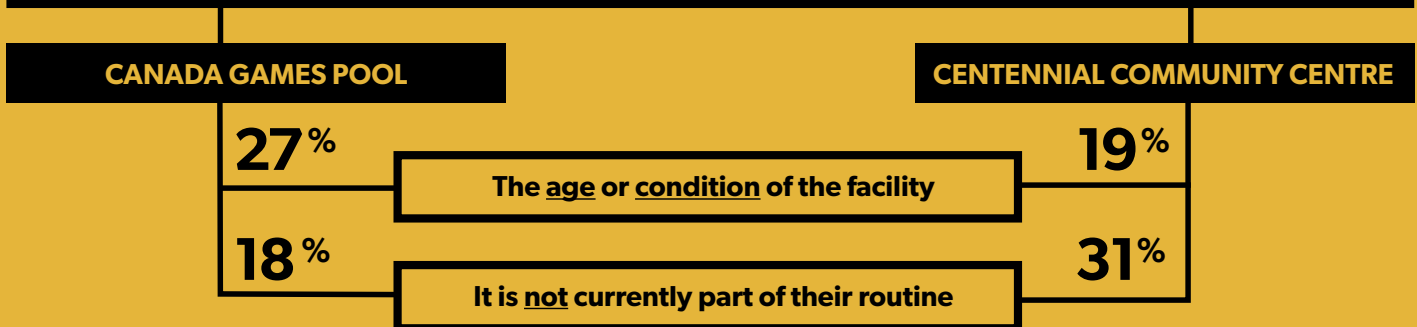 CANADA GAMES POOL
CENTENNIAL COMMUNITY CENTRE
27%
The age or condition of the facility
19%
18%
It is not currently part of their routine
31%